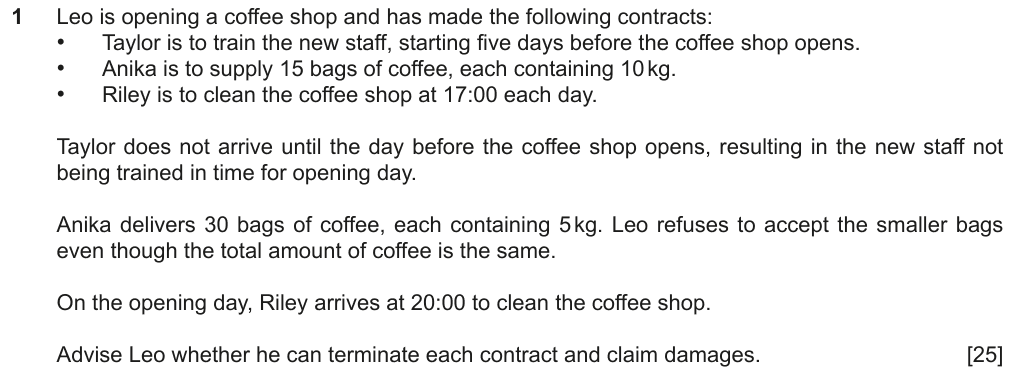 1 Leo is opening a coffee shop and has made the following contracts:
• Taylor is to train the new staff, starting five days before the coffee shop opens.
• Anika is to supply 15 bags of coffee, each containing 10 kg.
• Riley is to clean the coffee shop at 17:00 each day.
Taylor does not arrive until the day before the coffee shop opens, resulting in the new staff not
being trained in time for opening day.
Anika delivers 30 bags of coffee, each containing 5 kg. Leo refuses to accept the smaller bags
even though the total amount of coffee is the same.
On the opening day, Riley arrives at 20:00 to clean the coffee shop.
Advise Leo whether he can terminate each contract and claim damages. [25]